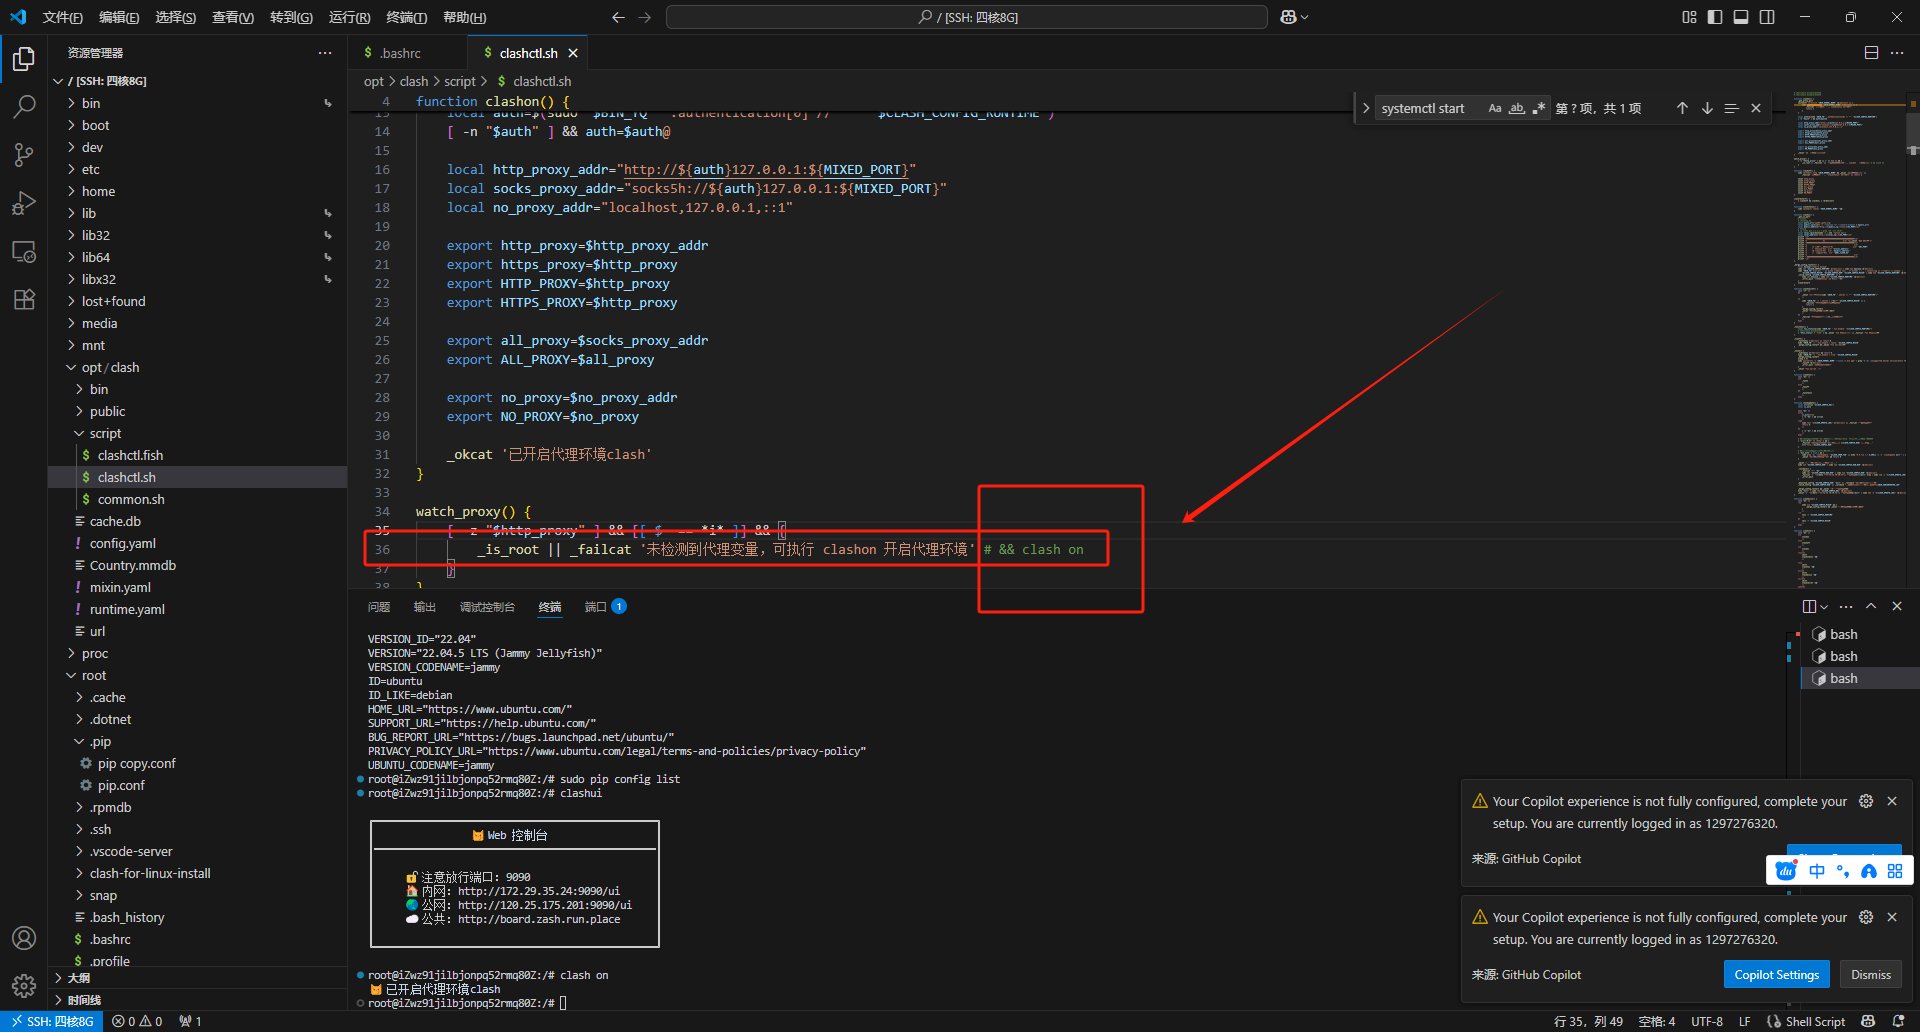 文件(F) 编辑(E) 选择(S) 查看(V) 转到(G) 运行(R) 终端(T) 帮助(H)
/ [SSH: 四核8G]
资源管理器
/ [SSH: 四核8G]
bin
boot
dev
etc
home
lib
lib32
lib64
libx32
lost+found
media
mnt
opt / clash
bin
public
script
$ clashctl.fish
$ clashctl.sh
$ common.sh
cache.db
! config.yaml
Country.mmdb
! mixin.yaml
! runtime.yaml
url
proc
root
.cache
.dotnet
.pip
pip copy.conf
pip.conf
.rpmdb
.ssh
.vscode-server
clash-for-linux-install
snap
.bash_history
$ .bashrc
$ .profile
大纲
时间线
$ .bashrc
$ clashctl.sh
opt > clash > script > $ clashctl.sh
systemctl start Aa ab .* 第 ? 项，共 1 项
4 function clashon() {
13 local auth=$(sudo "$BIN_YQ" '.authentication[0] // ""' "$CLASH_CONFIG_RUNTIME")
14 [ -n "$auth" ] && auth=$auth@
15
16 local http_proxy_addr="http://${auth}127.0.0.1:${MIXED_PORT}"
17 local socks_proxy_addr="socks5h://${auth}127.0.0.1:${MIXED_PORT}"
18 local no_proxy_addr="localhost,127.0.0.1,::1"
19
20 export http_proxy=$http_proxy_addr
21 export https_proxy=$http_proxy
22 export HTTP_PROXY=$http_proxy
23 export HTTPS_PROXY=$http_proxy
24
25 export all_proxy=$socks_proxy_addr
26 export ALL_PROXY=$all_proxy
27
28 export no_proxy=$no_proxy_addr
29 export NO_PROXY=$no_proxy
30
31 _okcat '已开启代理环境clash'
32 }
33
34 watch_proxy() {
35 [ -z "$http_proxy" ] && [[ $- == *i* ]] && {
36 _is_root || _failcat '未检测到代理变量，可执行 clashon 开启代理环境' # && clash on
37 }
38 }
问题 输出 调试控制台 终端 端口 1
VERSION_ID="22.04"
VERSION="22.04.5 LTS (Jammy Jellyfish)"
VERSION_CODENAME=jammy
ID=ubuntu
ID_LIKE=debian
HOME_URL="https://www.ubuntu.com/"
SUPPORT_URL="https://help.ubuntu.com/"
BUG_REPORT_URL="https://bugs.launchpad.net/ubuntu/"
PRIVACY_POLICY_URL="https://www.ubuntu.com/legal/terms-and-policies/privacy-policy"
UBUNTU_CODENAME=jammy
root@iZwz91jilbjonpq52rmq80Z:/# sudo pip config list
root@iZwz91jilbjonpq52rmq80Z:/# clashui
Web 控制台
注意放行端口：9090
内网：http://172.29.35.24:9090/ui
公网：http://120.25.175.201:9090/ui
公共：http://board.zash.run.place
root@iZwz91jilbjonpq52rmq80Z:/# clash on
已开启代理环境clash
root@iZwz91jilbjonpq52rmq80Z:/#
bash
bash
bash
Your Copilot experience is not fully configured, complete your
setup. You are currently logged in as 1297276320.
来源: GitHub Copilot
du 中
Your Copilot experience is not fully configured, complete your
setup. You are currently logged in as 1297276320.
来源: GitHub Copilot
Copilot Settings Dismiss
SSH: 四核8G 0 0 1
行 35，列 49 空格: 4 UTF-8 LF Shell Script